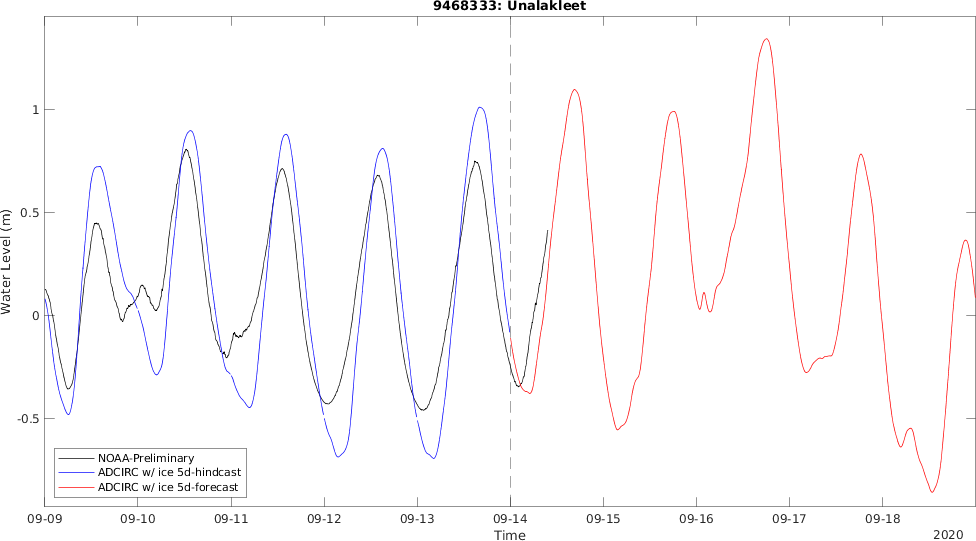 9468333: Unalakleet
Water Level (m)
1
0.5
0
-0.5
NOAA-Preliminary
ADCIRC w/ ice 5d-hindcast
ADCIRC w/ ice 5d-forecast
09-09 09-10 09-11 09-12 09-13 09-14 09-15 09-16 09-17 09-18
Time
2020